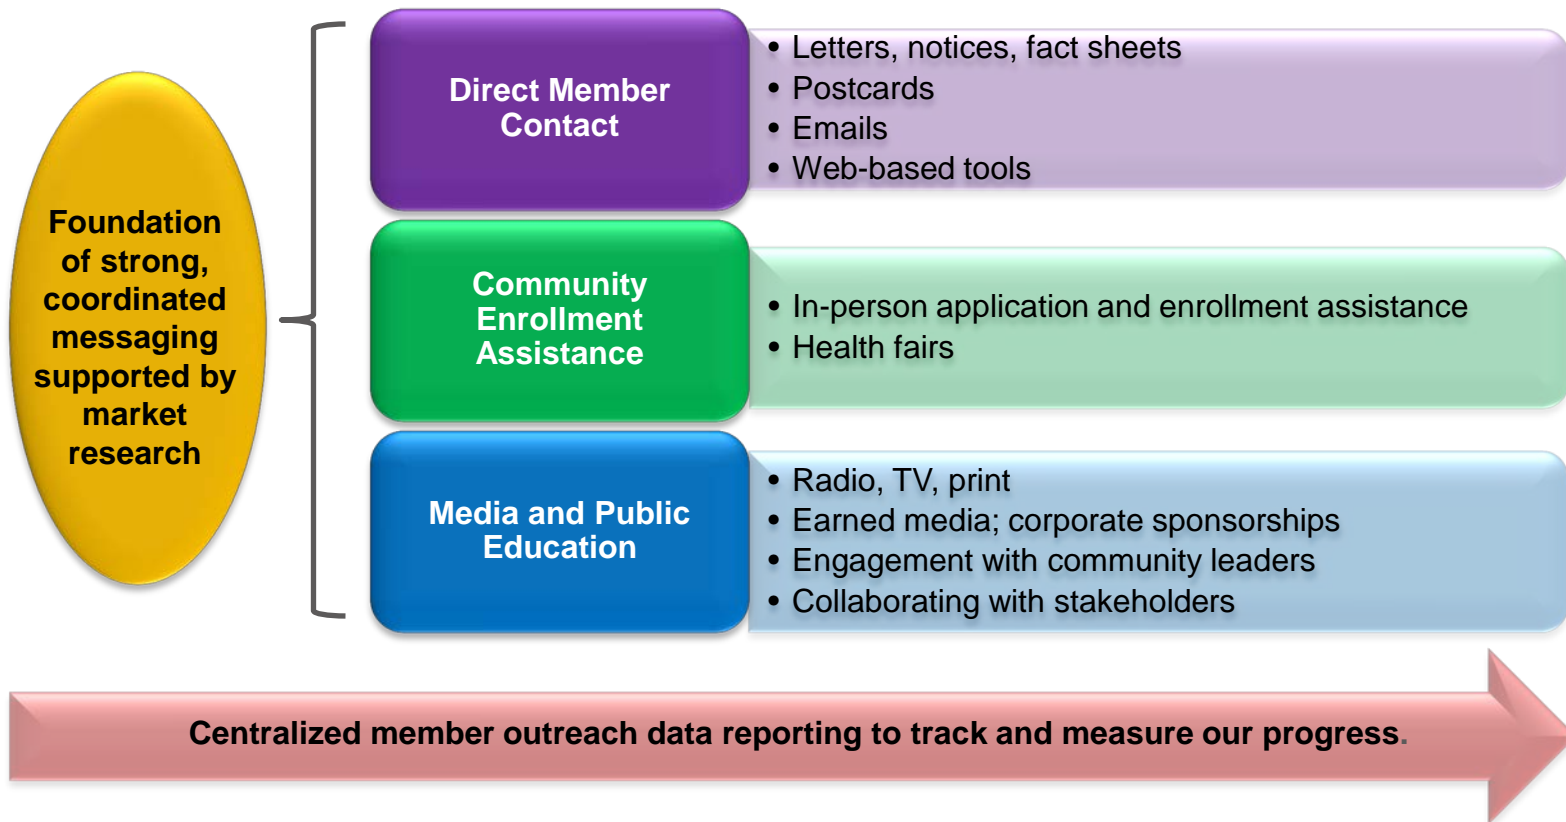 Foundation
of strong,
coordinated
messaging
supported by
market
research
Direct Member
Contact
• Letters, notices, fact sheets
• Postcards
• Emails
• Web-based tools
Community
Enrollment
Assistance
• In-person application and enrollment assistance
• Health fairs
Media and Public
Education
• Radio, TV, print
• Earned media; corporate sponsorships
• Engagement with community leaders
• Collaborating with stakeholders
Centralized member outreach data reporting to track and measure our progress.